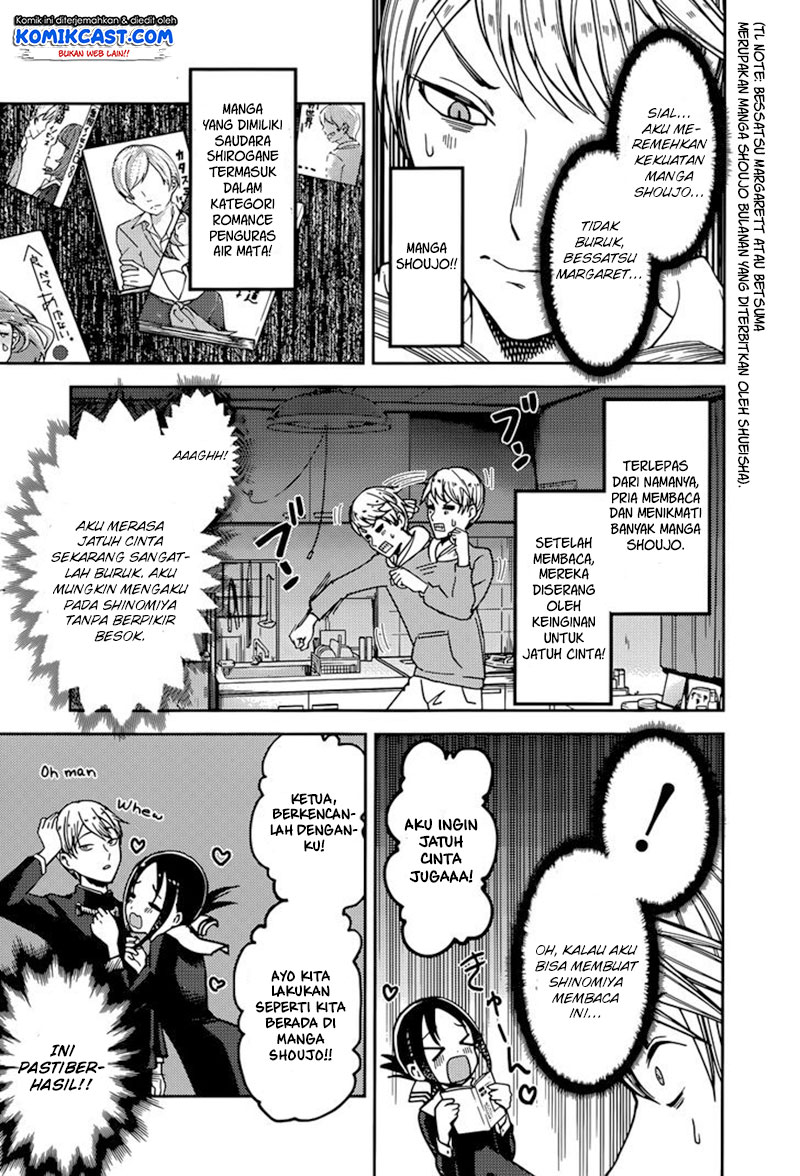 Komik ini diterjemahkan & diedit oleh
KOMIKCAST.COM
BUKAN WEB LAIN!!
(TL NOTE: BESSATSU MARGARETT ATAU BETSUMA
MERUPAKAN MANGA SHOUJO BULANAN YANG DITERBITKAN OLEH SHUEISHA).
SIAL...
AKU ME-
REMEHKAN
KEKUATAN
MANGA
SHOUJO...
TIDAK
BURUK,
BESSATSU
MARGARET...
MANGA
SHOUJO!!
MANGA
YANG DIMILIKI
SAUDARA
SHIROGANE
TERMASUK
DALAM
KATEGORI
ROMANCE
PENGURAS
AIR MATA!
TERLEPAS
DARI NAMANYA,
PRIA MEMBACA
DAN MENIKMATI
BANYAK MANGA
SHOUJO.
SETELAH
MEMBACA,
MEREKA
DISERANG
OLEH
KEINGINAN
UNTUK
JATUH CINTA!
AAAGHH!
AKU MERASA
JATUH CINTA
SEKARANG SANGAT-
LAH BURUK. AKU
MUNGKIN MENGAKU
PADA SHINOMIYA
TANPA BERPIKIR
BESOK.
!
OH, KALAU AKU
BISA MEMBUAT
SHINOMIYA
MEMBACA
INI...
AKU INGIN
JATUH
CINTA
JUGAAA!
きゅーん
KETUA,
BERKENCAN-
LAH DENGAN-
KU!
AYO KITA
LAKUKAN
SEPERTI KITA
BERADA DI
MANGA
SHOUJO!!
Oh man
Whew
INI
PASTIBER-
HASIL!!